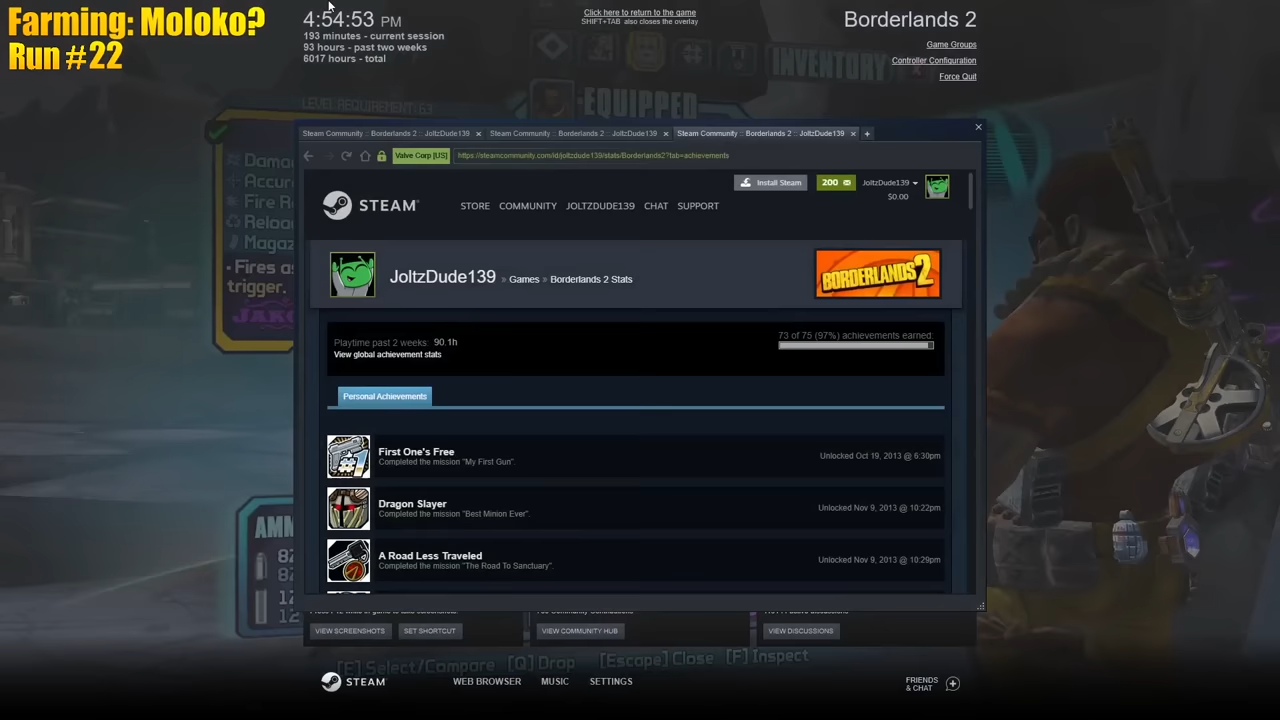 Farming: Moloko?
Run #22
4:54:53 PM
193 minutes - current session
93 hours - past two weeks
6017 hours - total
Click here to return to the game
SHIFT+TAB also closes the overlay
Borderlands 2
Game Groups
Controller Configuration
Force Quit
INVENTORY
EQUIPPED
LEVEL REQUIREMENT: 63
Steam Community :: Borderlands 2 :: JoltzDude139
Steam Community :: Borderlands 2 :: JoltzDude139
Steam Community :: Borderlands 2 :: JoltzDude139
Valve Corp [US]
https://steamcommunity.com/id/joltzdude139/stats/Borderlands2?tab=achievements
Install Steam
200
JoltzDude139
$0.00
STEAM
STORE COMMUNITY JOLTZDUDE139 CHAT SUPPORT
JoltzDude139 » Games » Borderlands 2 Stats
BORDERLANDS 2
Playtime past 2 weeks: 90.1h
View global achievement stats
73 of 75 (97%) achievements earned:
Personal Achievements
First One's Free
Completed the mission "My First Gun".
Unlocked Oct 19, 2013 @ 6:30pm
Dragon Slayer
Completed the mission "Best Minion Ever".
Unlocked Nov 9, 2013 @ 10:22pm
A Road Less Traveled
Completed the mission "The Road To Sanctuary".
Unlocked Nov 9, 2013 @ 10:29pm
Fires as
trigger.
VIEW SCREENSHOTS
SET SHORTCUT
VIEW COMMUNITY HUB
VIEW DISCUSSIONS
[F] Select/Compare [Q] Drop [Escape] Close [F] Inspect
STEAM
WEB BROWSER MUSIC SETTINGS
FRIENDS
& CHAT